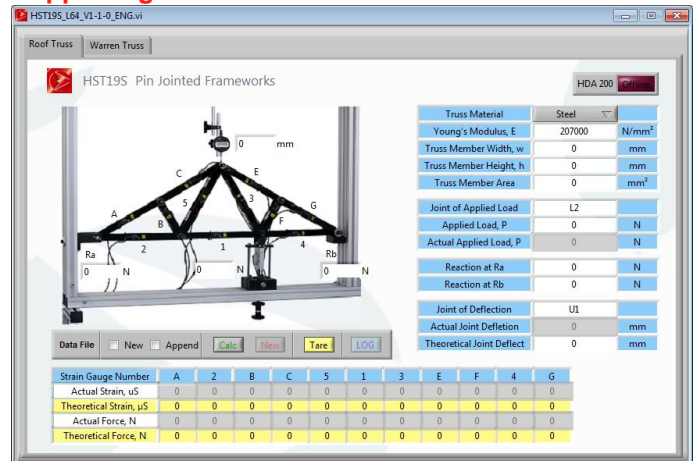 HST19S_L64_V1-1-0_ENG.vi
Roof Truss Warren Truss
HST19S Pin Jointed Frameworks
HDA 200 Offline
0 mm
C E
5 3
A B F G
2 1 4
Ra Rb
0 N 0 N 0 N
Truss Material Steel
Young's Modulus, E 207000 N/mm²
Truss Member Width, w 0 mm
Truss Member Height, h 0 mm
Truss Member Area 0 mm²
Joint of Applied Load L2
Applied Load, P 0 N
Actual Applied Load, P 0 N
Reaction at Ra 0 N
Reaction at Rb 0 N
Joint of Deflection U1
Actual Joint Defletion 0 mm
Theoretical Joint Deflect 0 mm
Data File New Append Calc New Tare LOG
Strain Gauge Number A 2 B C 5 1 3 E F 4 G
Actual Strain, uS 0 0 0 0 0 0 0 0 0 0 0
Theoretical Strain, µS 0 0 0 0 0 0 0 0 0 0 0
Actual Force, N 0 0 0 0 0 0 0 0 0 0 0
Theoretical Force, N 0 0 0 0 0 0 0 0 0 0 0